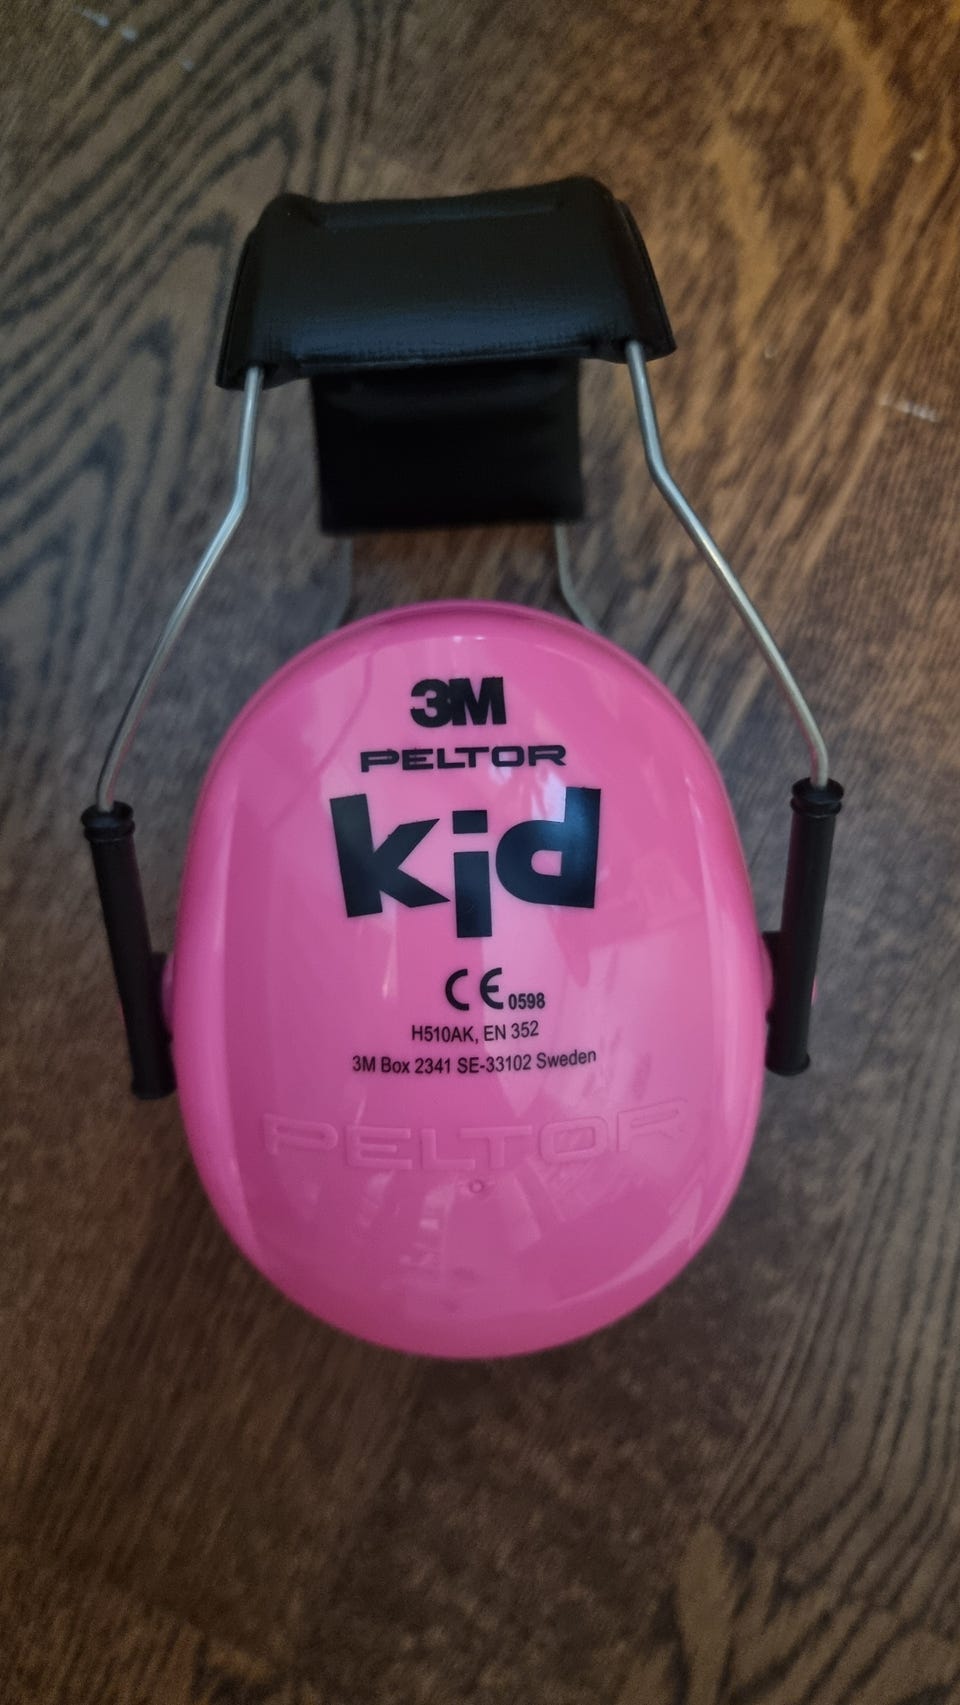 3M
PELTOR
kid
CE 0598
H510AK, EN 352
3M Box 2341 SE-33102 Sweden
PELTOR